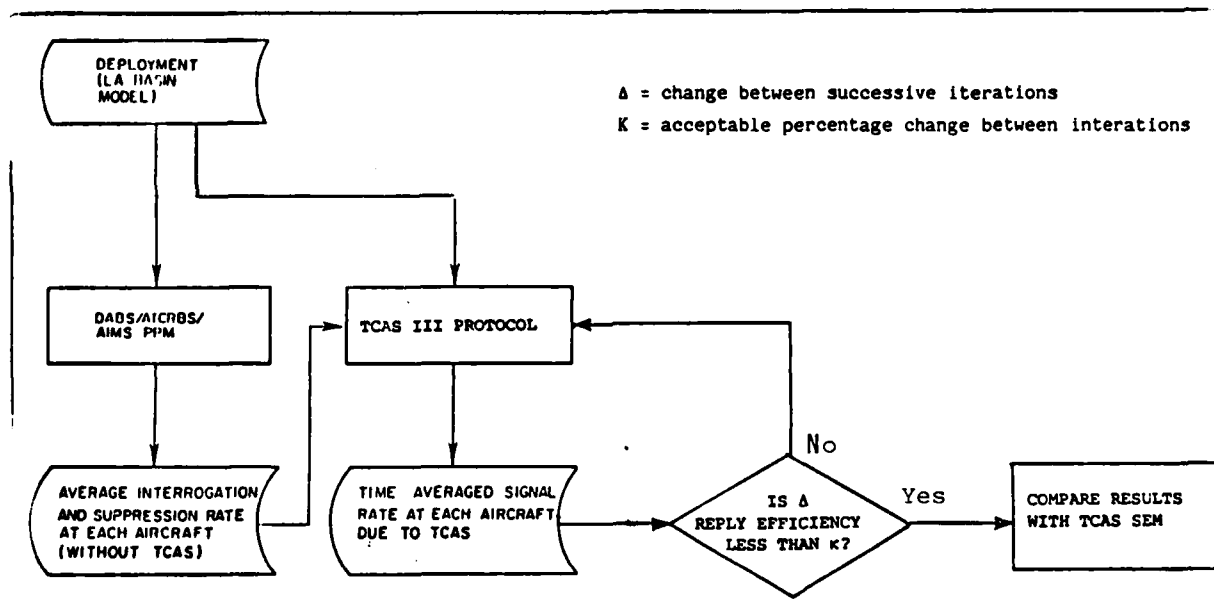 DEPLOYMENT
(LA BASIN
MODEL)
Δ = change between successive iterations
K = acceptable percentage change between interations
DABS/ATCRBS/
AIMS PPM
TCAS III PROTOCOL
AVERAGE INTERROGATION
AND SUPPRESSION RATE
AT EACH AIRCRAFT
(WITHOUT TCAS)
TIME AVERAGED SIGNAL
RATE AT EACH AIRCRAFT
DUE TO TCAS
No
IS Δ
REPLY EFFICIENCY
LESS THAN K?
Yes
COMPARE RESULTS
WITH TCAS SEM